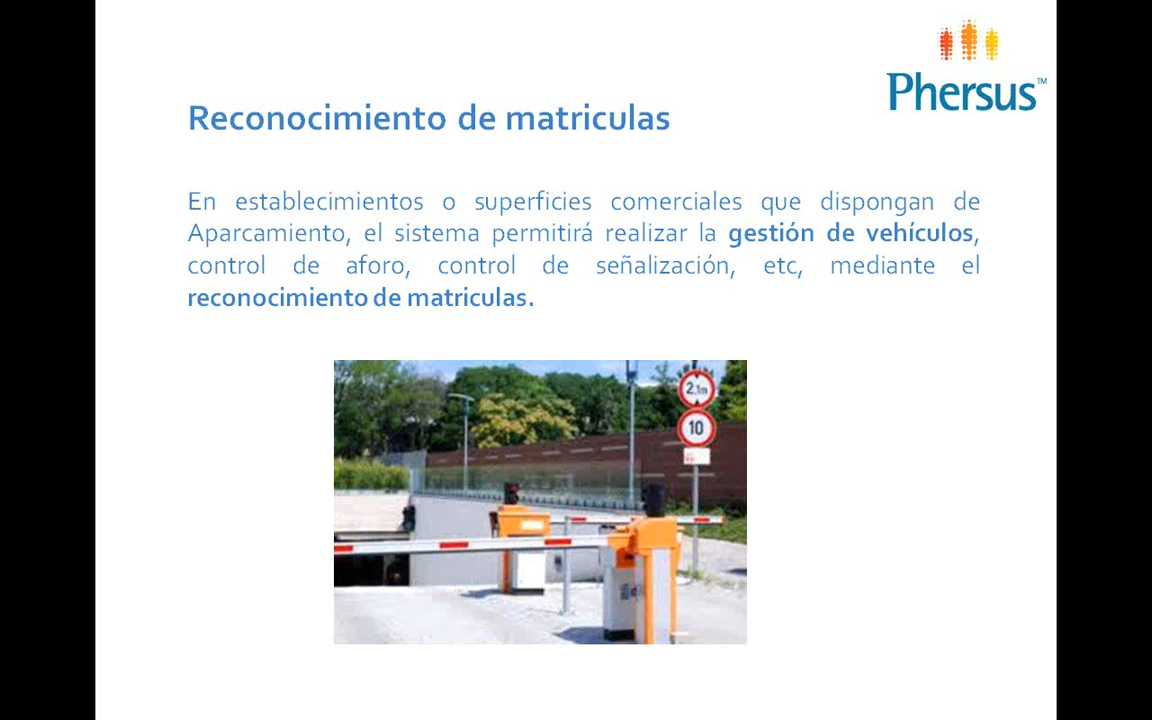 Phersus™
Reconocimiento de matriculas
En establecimientos o superficies comerciales que dispongan de
Aparcamiento, el sistema permitirá realizar la gestión de vehículos,
control de aforo, control de señalización, etc, mediante el
reconocimiento de matriculas.
2,1m
10